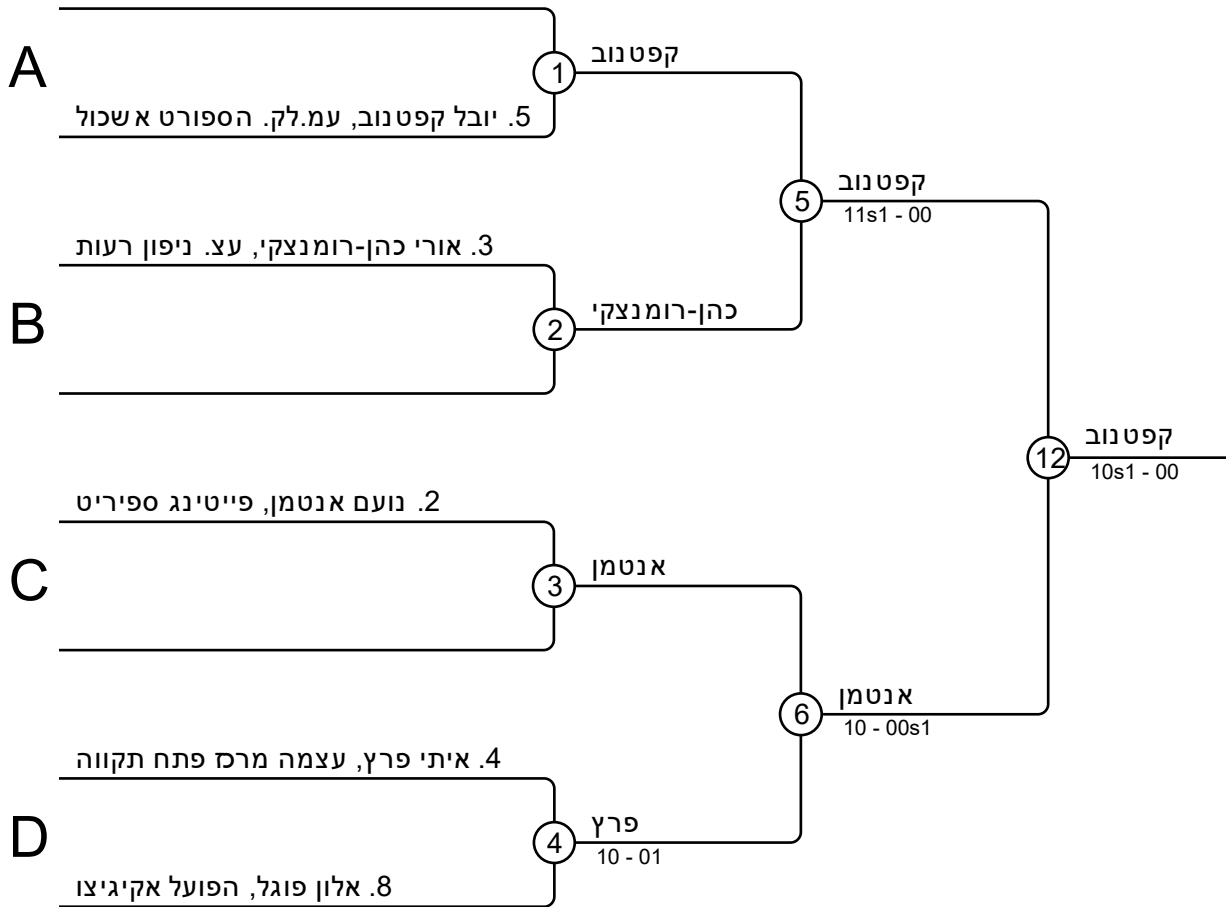 A
קפטנוב
1
5. יובל קפטנוב, עמ.לק. הספורט אשכול
קפטנוב
5
11s1 - 00
3. אורי כהן-רומנצקי, עצ. ניפון רעות
B
כהן-רומנצקי
2
קפטנוב
12
10s1 - 00
2. נועם אנטמן, פייטינג ספיריט
C
אנטמן
3
אנטמן
6
10 - 00s1
4. איתי פרץ, עצמה מרכז פתח תקווה
D
פרץ
4
10 - 01
8. אלון פוגל, הפועל אקיגיצו